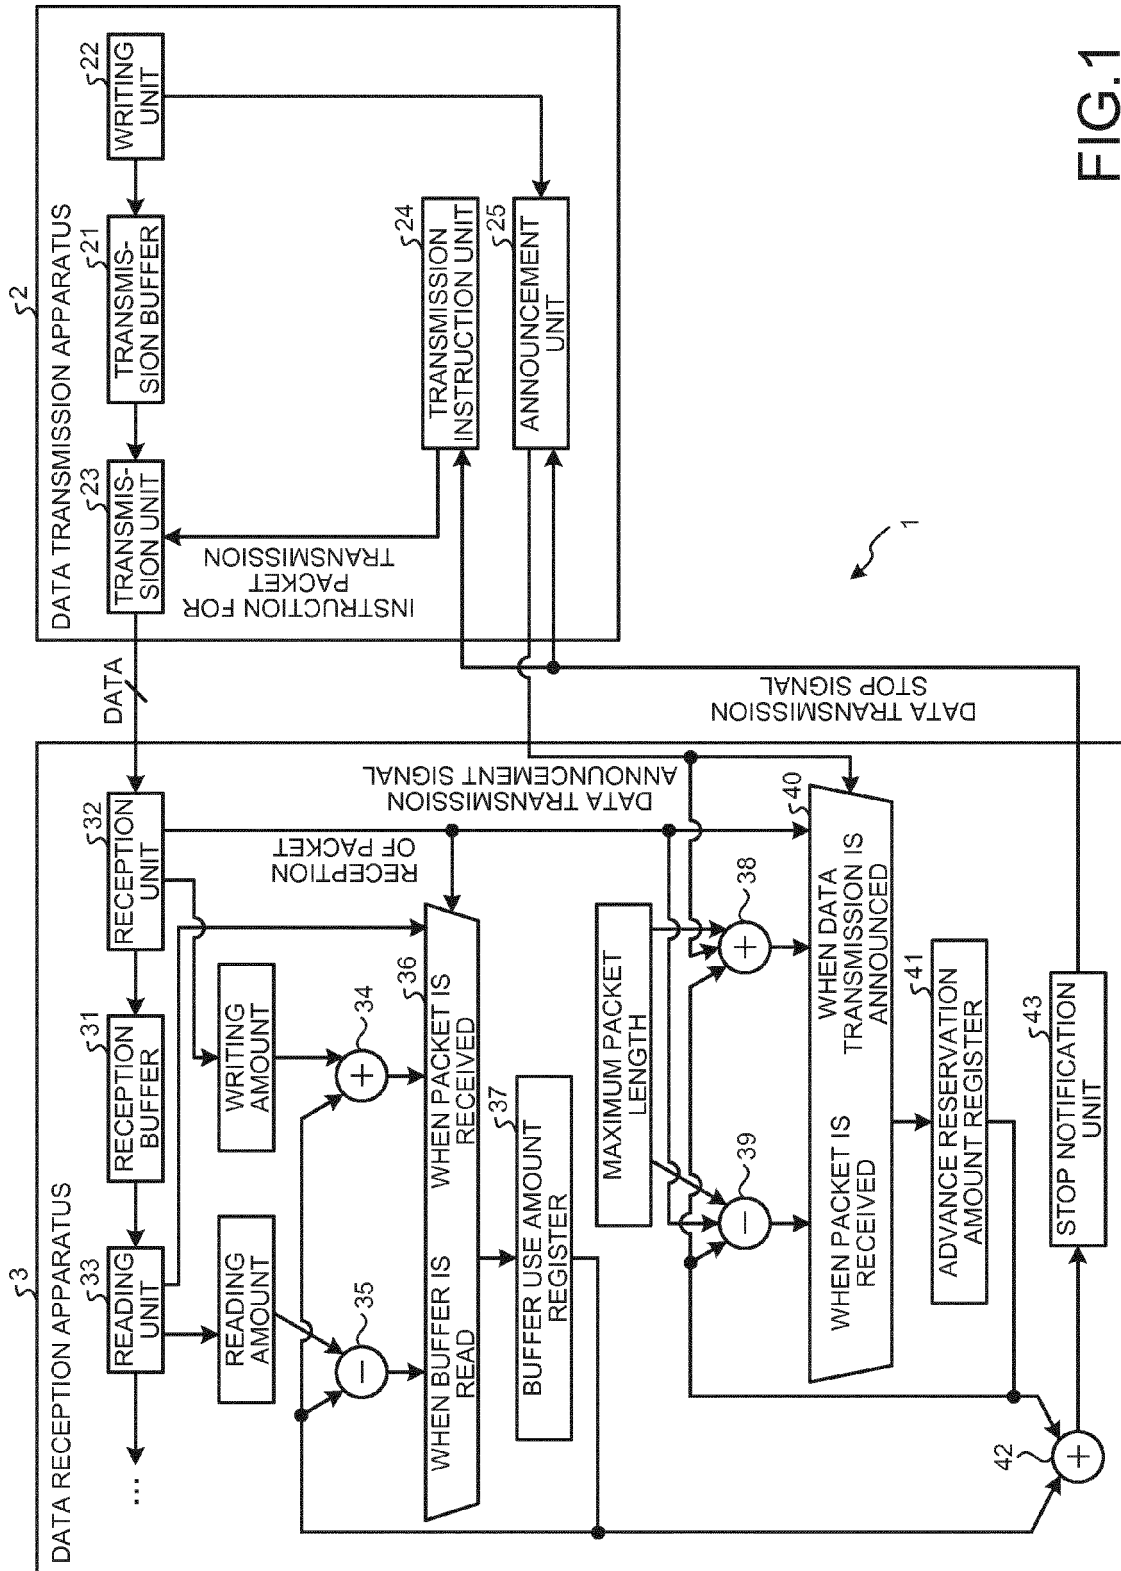 FIG.1
1
2
DATA TRANSMISSION APPARATUS
22
WRITING
UNIT
21
TRANSMIS-
SION BUFFER
23
TRANSMIS-
SION UNIT
24
TRANSMISSION
INSTRUCTION UNIT
25
ANNOUNCEMENT
UNIT
INSTRUCTION FOR
PACKET
TRANSMISSION
DATA
DATA TRANSMISSION
STOP SIGNAL
DATA TRANSMISSION
ANNOUNCEMENT SIGNAL
RECEPTION
OF PACKET
3
DATA RECEPTION APPARATUS
32
RECEPTION
UNIT
31
RECEPTION
BUFFER
33
READING
UNIT
...
WRITING
AMOUNT
READING
AMOUNT
34
+
35
−
36
WHEN BUFFER IS
READ
WHEN PACKET IS
RECEIVED
37
BUFFER USE AMOUNT
REGISTER
MAXIMUM PACKET
LENGTH
38
+
39
−
40
WHEN PACKET IS
RECEIVED
WHEN DATA
TRANSMISSION IS
ANNOUNCED
41
ADVANCE RESERVATION
AMOUNT REGISTER
42
+
43
STOP NOTIFICATION
UNIT